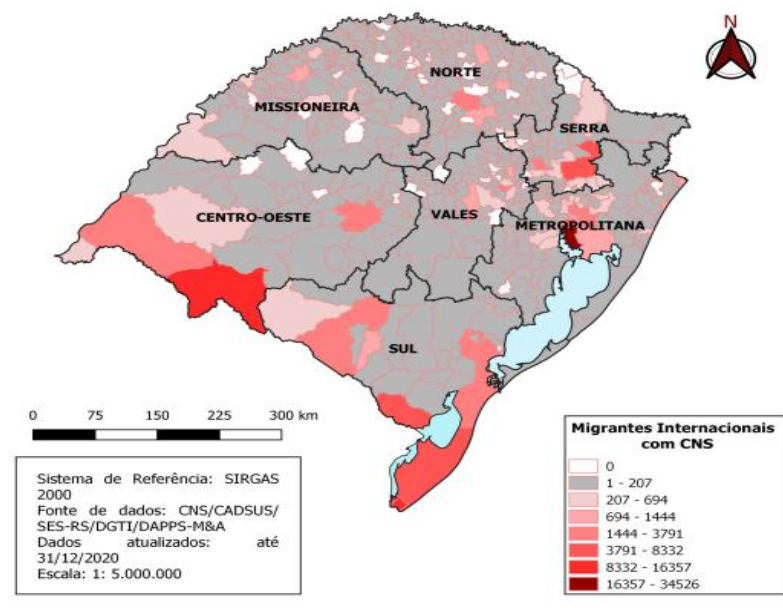 N
NORTE
MISSIONEIRA
SERRA
CENTRO-OESTE
VALES
METROPOLITANA
SUL
0 75 150 225 300 km
Sistema de Referência: SIRGAS
2000
Fonte de dados: CNS/CADSUS/
SES-RS/DGTI/DAPPS-M&A
Dados atualizados: até
31/12/2020
Escala: 1: 5.000.000
Migrantes Internacionais
com CNS
0
1 - 207
207 - 694
694 - 1444
1444 - 3791
3791 - 8332
8332 - 16357
16357 - 34526